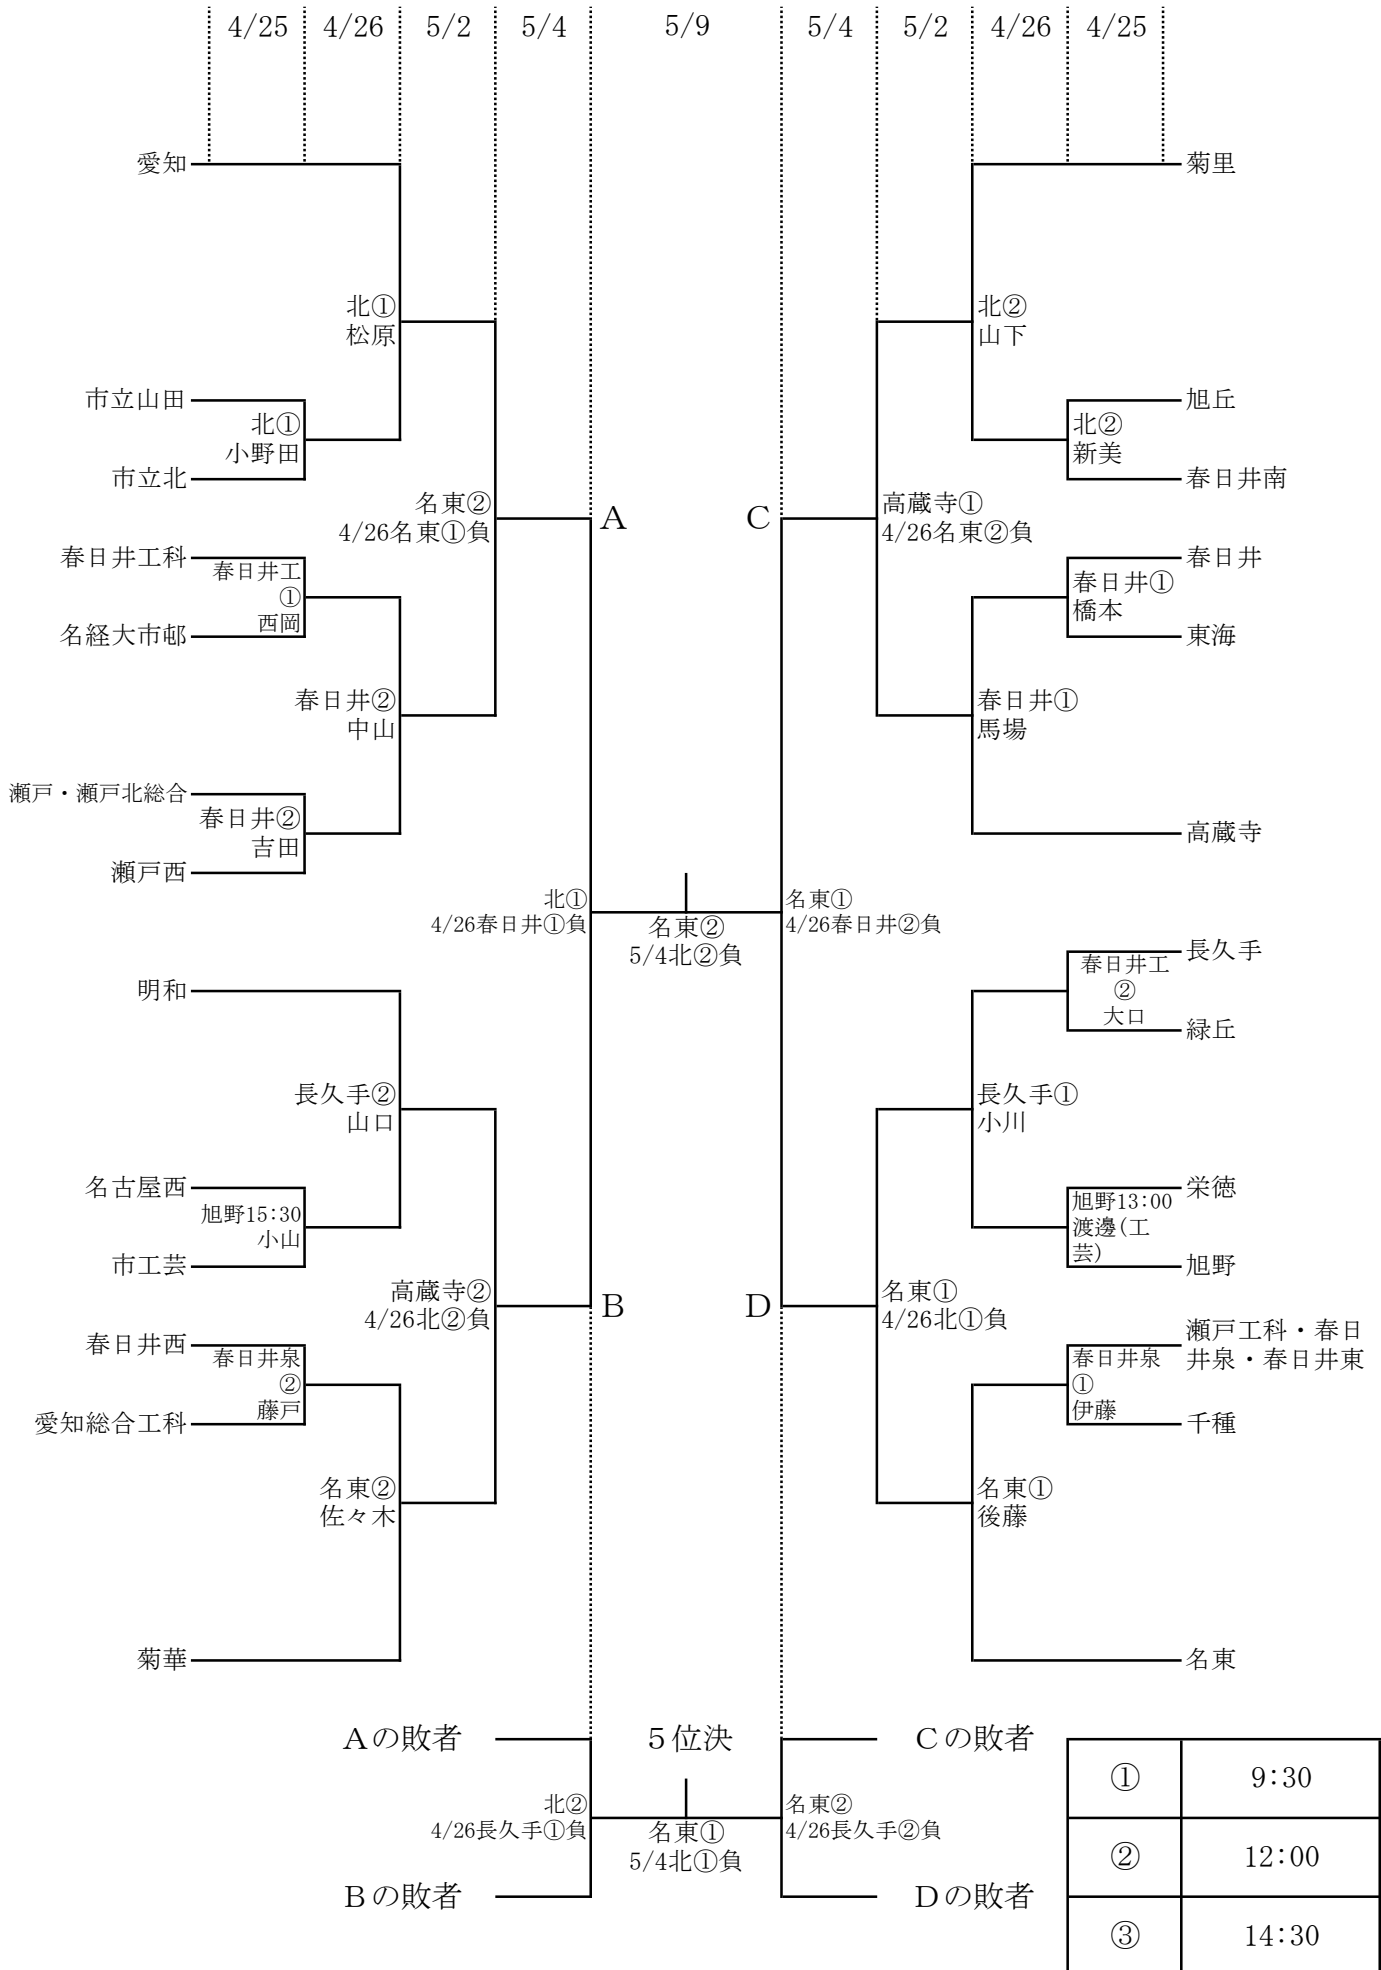 4/25 4/26 5/2 5/4 5/9 5/4 5/2 4/26 4/25
愛知
菊里
北①
松原
北②
山下
市立山田
北①
小野田
市立北
旭丘
北②
新美
春日井南
名東②
4/26名東①負
A
C
高蔵寺①
4/26名東②負
春日井工科
春日井工
①
西岡
名経大市邨
春日井
春日井①
橋本
東海
春日井②
中山
春日井①
馬場
瀬戸・瀬戸北総合
春日井②
吉田
瀬戸西
高蔵寺
北①
4/26春日井①負
名東②
5/4北②負
名東①
4/26春日井②負
明和
長久手
春日井工
②
大口
緑丘
長久手②
山口
長久手①
小川
名古屋西
旭野15:30
小山
市工芸
栄徳
旭野13:00
渡邊(工
芸)
旭野
高蔵寺②
4/26北②負
B
D
名東①
4/26北①負
春日井西
春日井泉
②
藤戸
愛知総合工科
瀬戸工科・春日
井泉・春日井東
春日井泉
①
伊藤
千種
名東②
佐々木
名東①
後藤
菊華
名東
Aの敗者
5位決
Cの敗者
北②
4/26長久手①負
名東①
5/4北①負
名東②
4/26長久手②負
Bの敗者
Dの敗者
① 9:30
② 12:00
③ 14:30